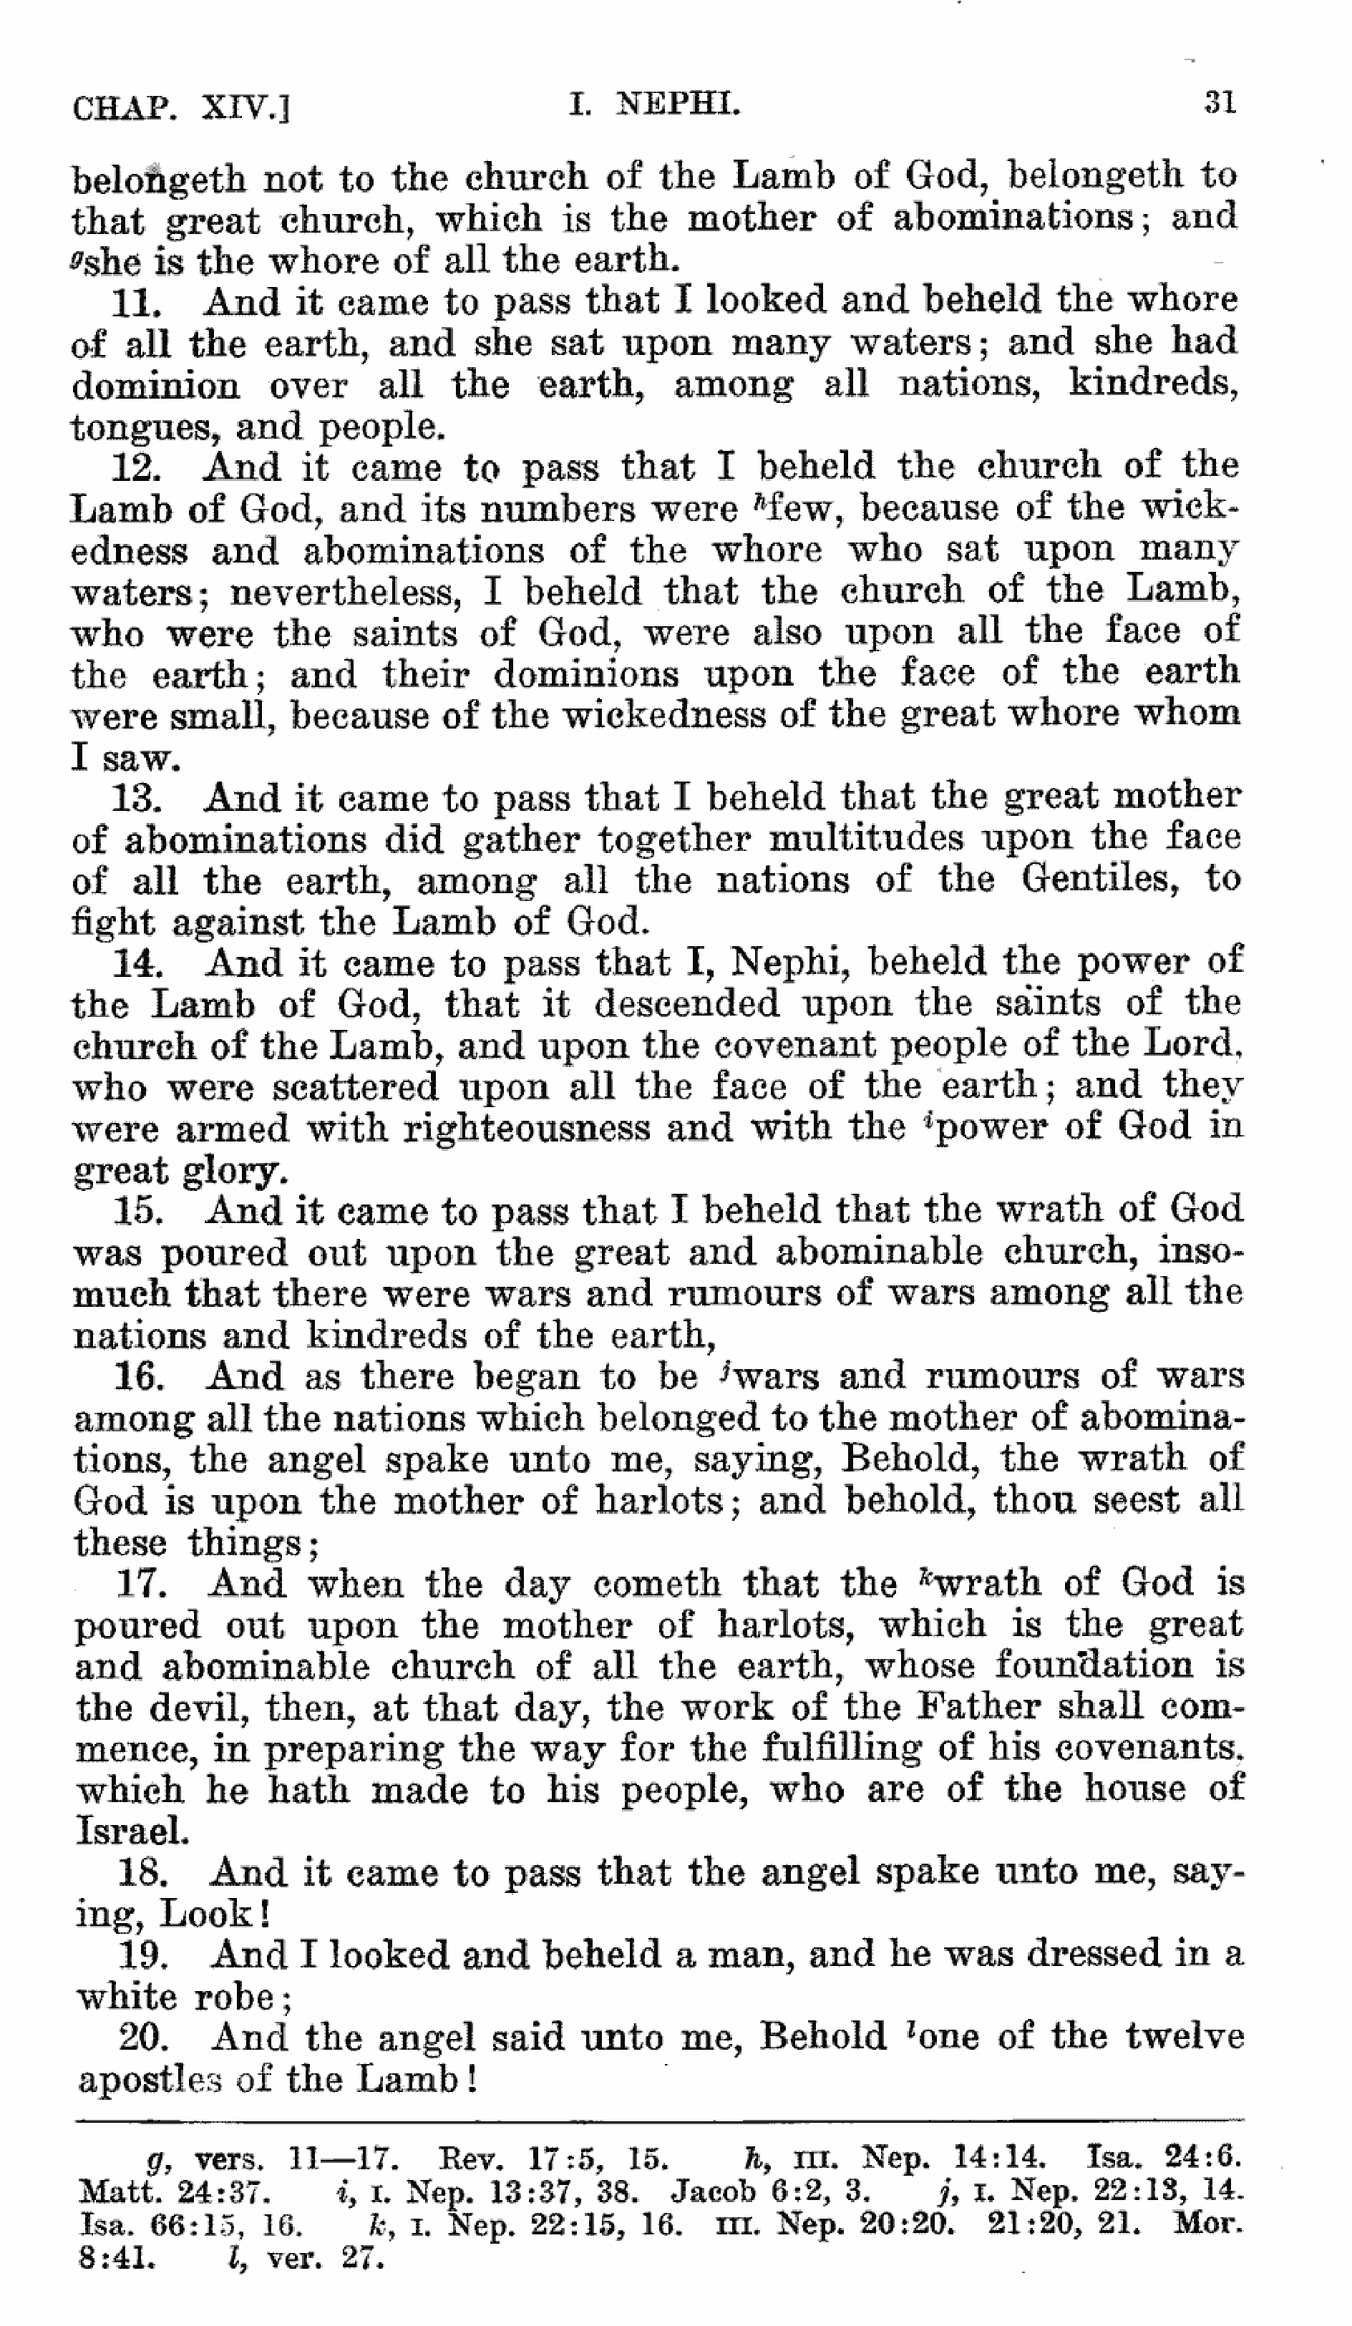 CHAP. XIV.] I. NEPHI. 31
belongeth not to the church of the Lamb of God, belongeth to
that great church, which is the mother of abominations; and
gshe is the whore of all the earth.
11. And it came to pass that I looked and beheld the whore
of all the earth, and she sat upon many waters; and she had
dominion over all the earth, among all nations, kindreds,
tongues, and people.
12. And it came to pass that I beheld the church of the
Lamb of God, and its numbers were hfew, because of the wick-
edness and abominations of the whore who sat upon many
waters; nevertheless, I beheld that the church of the Lamb,
who were the saints of God, were also upon all the face of
the earth; and their dominions upon the face of the earth
were small, because of the wickedness of the great whore whom
I saw.
13. And it came to pass that I beheld that the great mother
of abominations did gather together multitudes upon the face
of all the earth, among all the nations of the Gentiles, to
fight against the Lamb of God.
14. And it came to pass that I, Nephi, beheld the power of
the Lamb of God, that it descended upon the saints of the
church of the Lamb, and upon the covenant people of the Lord,
who were scattered upon all the face of the earth; and they
were armed with righteousness and with the ipower of God in
great glory.
15. And it came to pass that I beheld that the wrath of God
was poured out upon the great and abominable church, inso-
much that there were wars and rumours of wars among all the
nations and kindreds of the earth,
16. And as there began to be jwars and rumours of wars
among all the nations which belonged to the mother of abomina-
tions, the angel spake unto me, saying, Behold, the wrath of
God is upon the mother of harlots; and behold, thou seest all
these things;
17. And when the day cometh that the kwrath of God is
poured out upon the mother of harlots, which is the great
and abominable church of all the earth, whose foundation is
the devil, then, at that day, the work of the Father shall com-
mence, in preparing the way for the fulfilling of his covenants,
which he hath made to his people, who are of the house of
Israel.
18. And it came to pass that the angel spake unto me, say-
ing, Look!
19. And I looked and beheld a man, and he was dressed in a
white robe;
20. And the angel said unto me, Behold lone of the twelve
apostles of the Lamb!
g, vers. 11—17. Rev. 17:5, 15. h, III. Nep. 14:14. Isa. 24:6.
Matt. 24:37. i, I. Nep. 13:37, 38. Jacob 6:2, 3. j, I. Nep. 22:13, 14.
Isa. 66:15, 16. k, I. Nep. 22:15, 16. III. Nep. 20:20. 21:20, 21. Mor.
8:41. l, ver. 27.